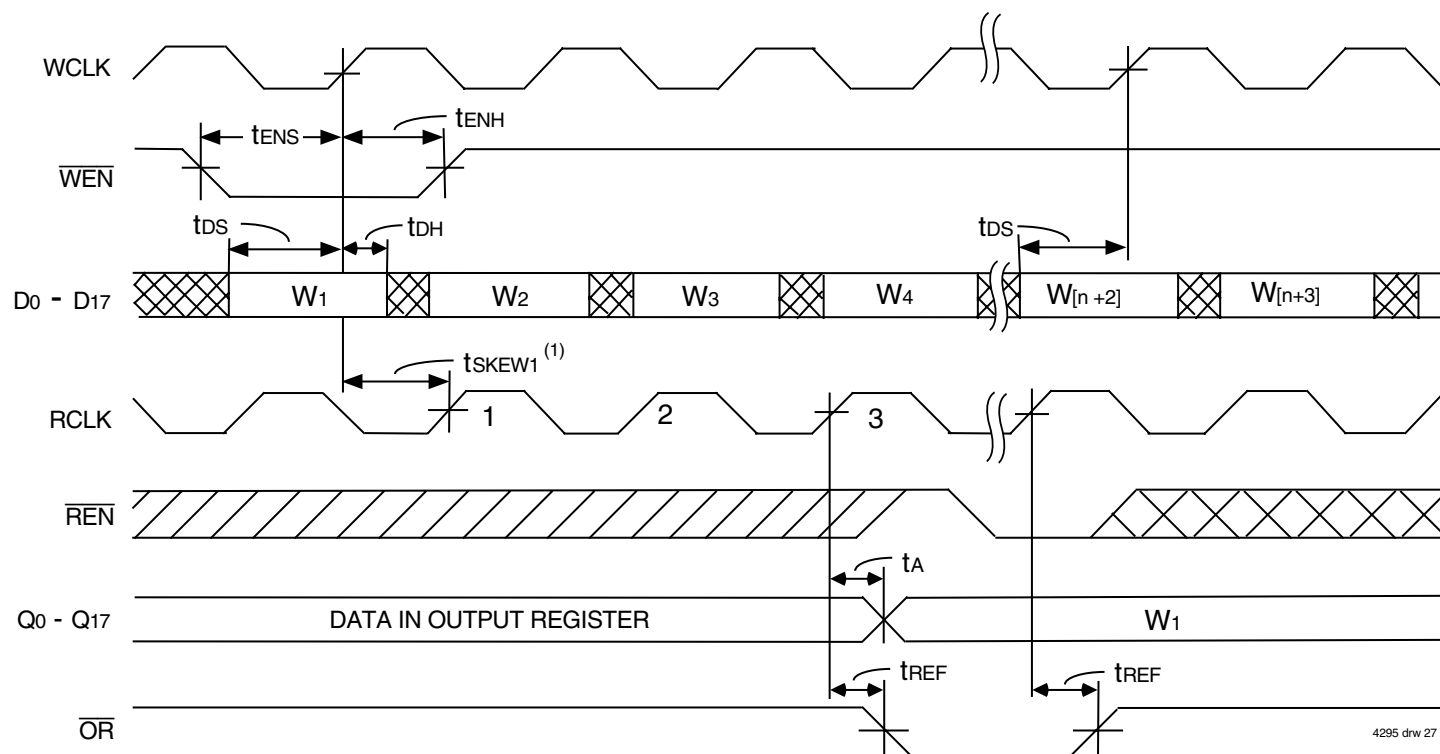 WCLK
tENS
tENH
WEN
tDS
tDH
tDS
D0 - D17
W1
W2
W3
W4
W[n +2]
W[n+3]
tSKEW1 (1)
RCLK
1
2
3
REN
tA
Q0 - Q17
DATA IN OUTPUT REGISTER
W1
tREF
tREF
OR
4295 drw 27